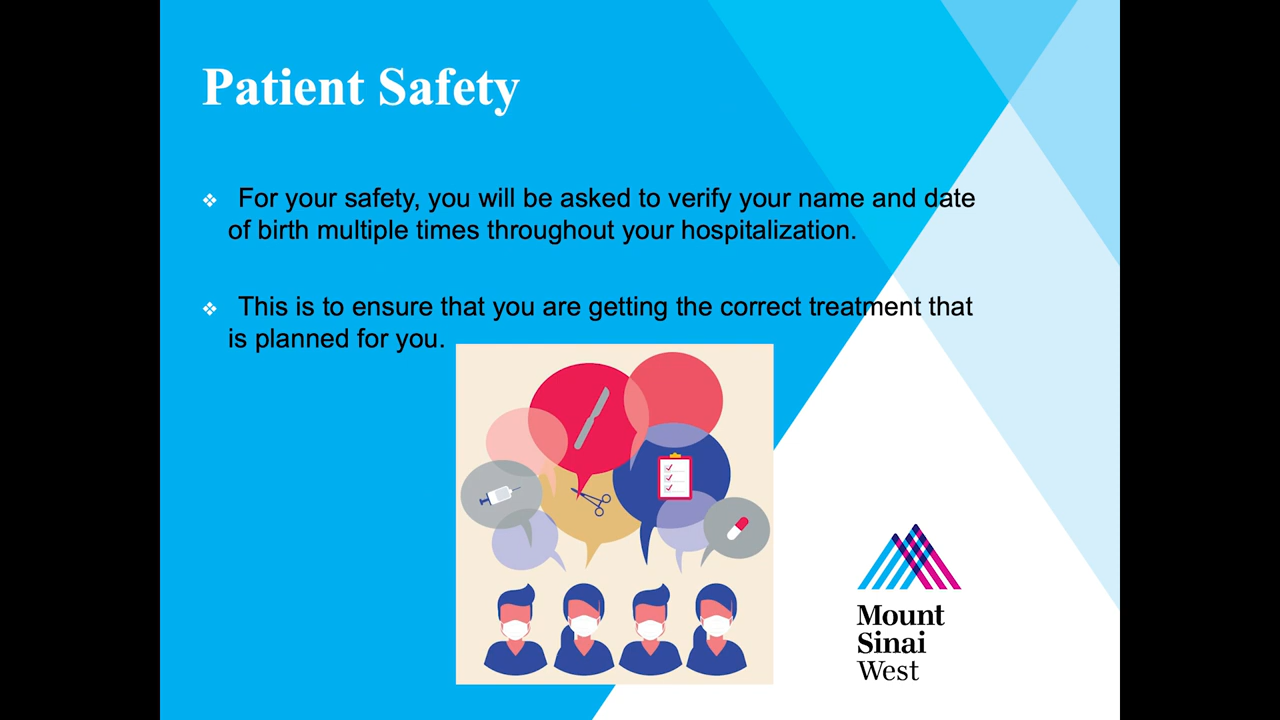 Patient Safety
❖ For your safety, you will be asked to verify your name and date
of birth multiple times throughout your hospitalization.
❖ This is to ensure that you are getting the correct treatment that
is planned for you.
Mount
Sinai
West